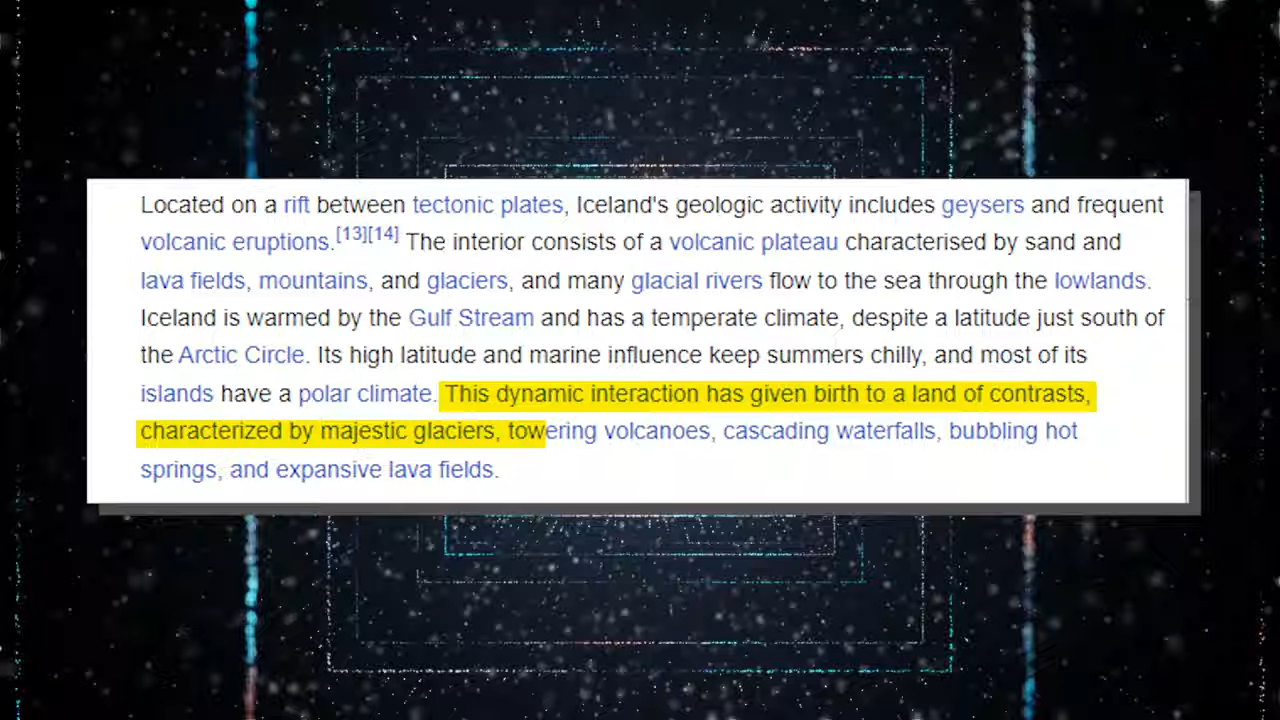 Located on a rift between tectonic plates, Iceland's geologic activity includes geysers and frequent
volcanic eruptions.[13][14] The interior consists of a volcanic plateau characterised by sand and
lava fields, mountains, and glaciers, and many glacial rivers flow to the sea through the lowlands.
Iceland is warmed by the Gulf Stream and has a temperate climate, despite a latitude just south of
the Arctic Circle. Its high latitude and marine influence keep summers chilly, and most of its
islands have a polar climate. This dynamic interaction has given birth to a land of contrasts,
characterized by majestic glaciers, towering volcanoes, cascading waterfalls, bubbling hot
springs, and expansive lava fields.